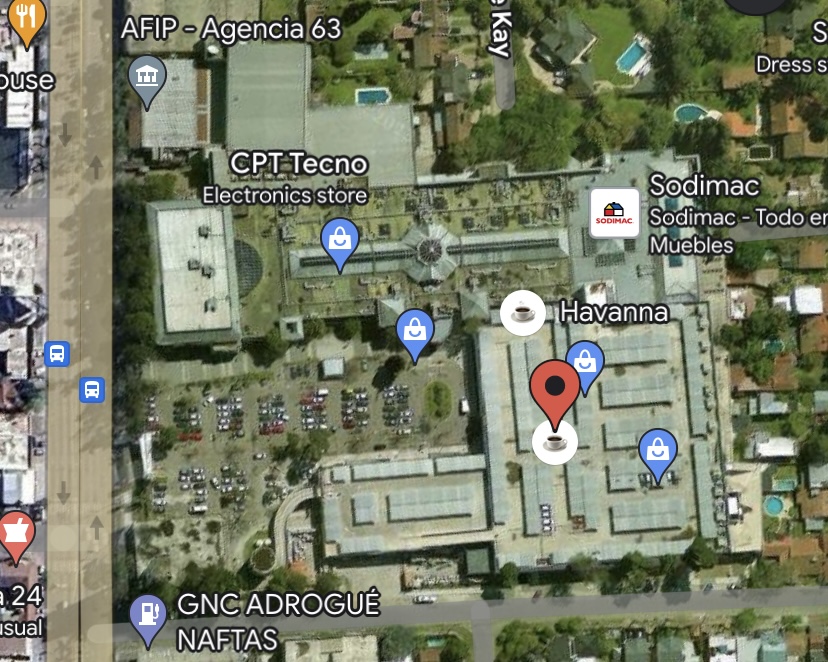 AFIP - Agencia 63
e Kay
S
Dress s
ouse
CPT Tecno
Electronics store
SODIMAC
Sodimac
Sodimac - Todo en
Muebles
Havanna
a 24
usual
GNC ADROGUÉ
NAFTAS